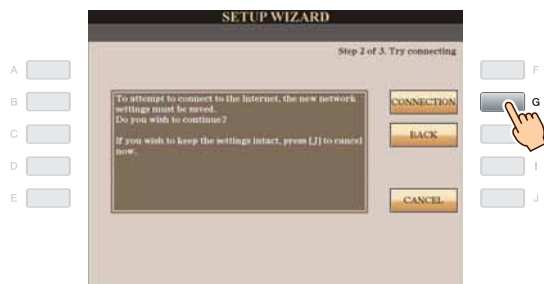 SETUP WIZARD
Step 2 of 3. Try connecting
A
F
To attempt to connect to the Internet, the new network
settings must be saved.
Do you wish to continue?
CONNECTION
B
G
If you wish to keep the settings intact, press [J] to cancel
now.
BACK
C
D
I
E
CANCEL
J